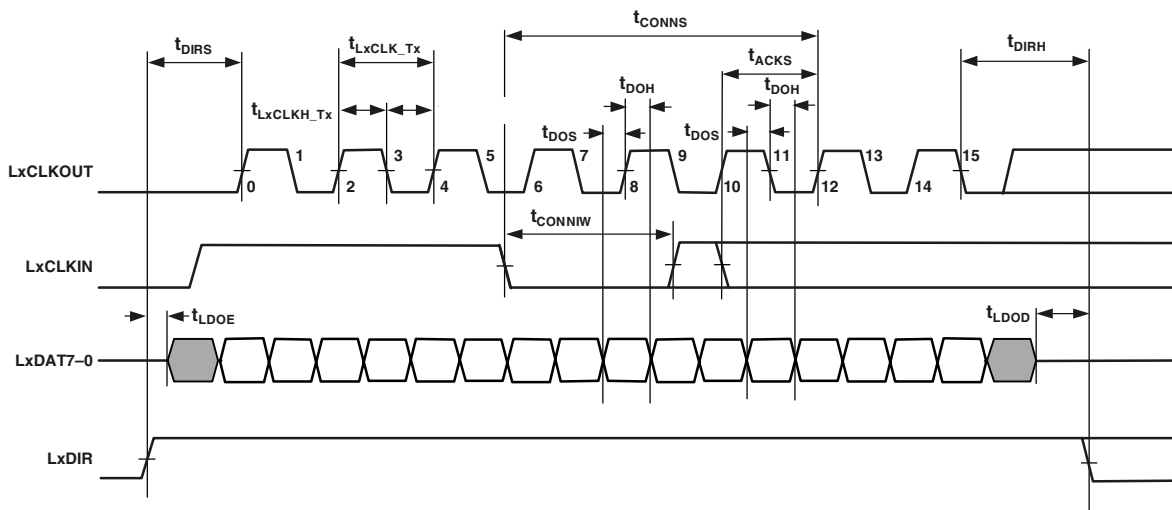 tCONNS
tDIRS
tLxCLK_Tx
tACKS
tDIRH
tDOH
tDOH
tLxCLKH_Tx
tDOS
tDOS
1 3 5 7 9 11 13 15
LxCLKOUT
0 2 4 6 8 10 12 14
tCONNIW
LxCLKIN
tLDOE
tLDOD
LxDAT7–0
LxDIR